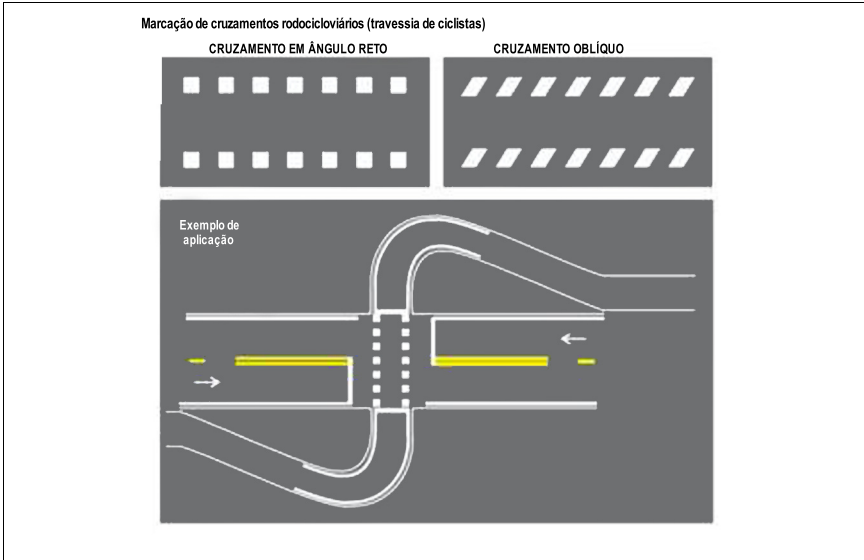 Marcação de cruzamentos rodocicloviários (travessia de ciclistas)
CRUZAMENTO EM ÂNGULO RETO
CRUZAMENTO OBLÍQUO
Exemplo de
aplicação